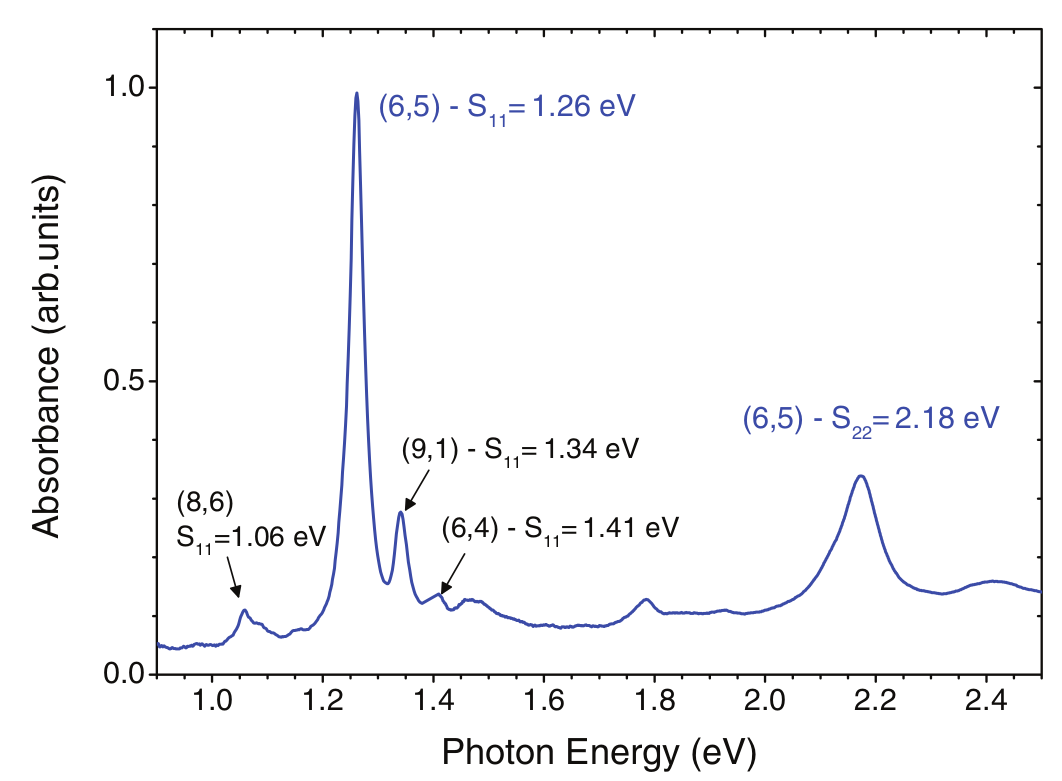 1.0
(6,5) - S11= 1.26 eV
Absorbance (arb.units)
0.5
(6,5) - S22= 2.18 eV
(9,1) - S11= 1.34 eV
(8,6)
S11=1.06 eV
(6,4) - S11= 1.41 eV
0.0
1.0 1.2 1.4 1.6 1.8 2.0 2.2 2.4
Photon Energy (eV)